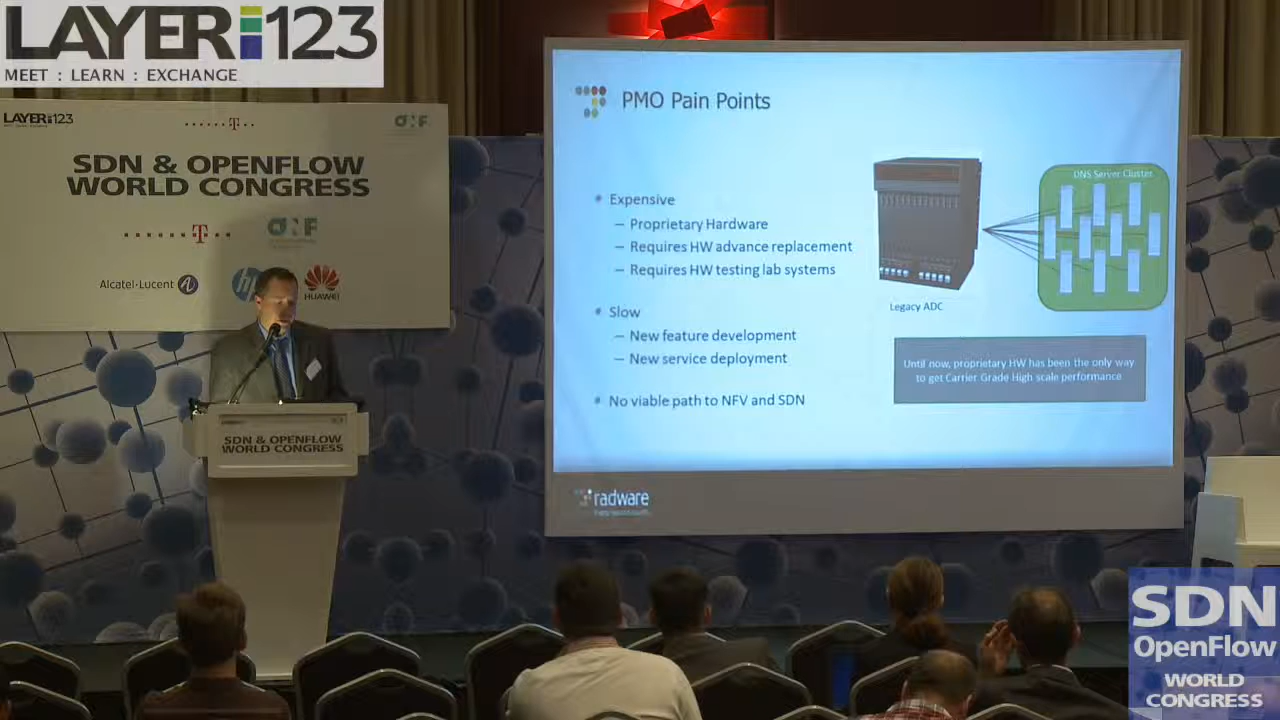 LAYER123
MEET : LEARN : EXCHANGE
LAYER123
T
ONF
SDN & OPENFLOW
WORLD CONGRESS
T
ONF
Alcatel·Lucent
hp
HUAWEI
SDN & OPENFLOW
WORLD CONGRESS
PMO Pain Points
Expensive
– Proprietary Hardware
– Requires HW advance replacement
– Requires HW testing lab systems
Slow
– New feature development
– New service deployment
No viable path to NFV and SDN
DNS Server Cluster
Legacy ADC
Until now, proprietary HW has been the only way
to get Carrier Grade High scale performance
radware
SDN
OpenFlow
WORLD
CONGRESS